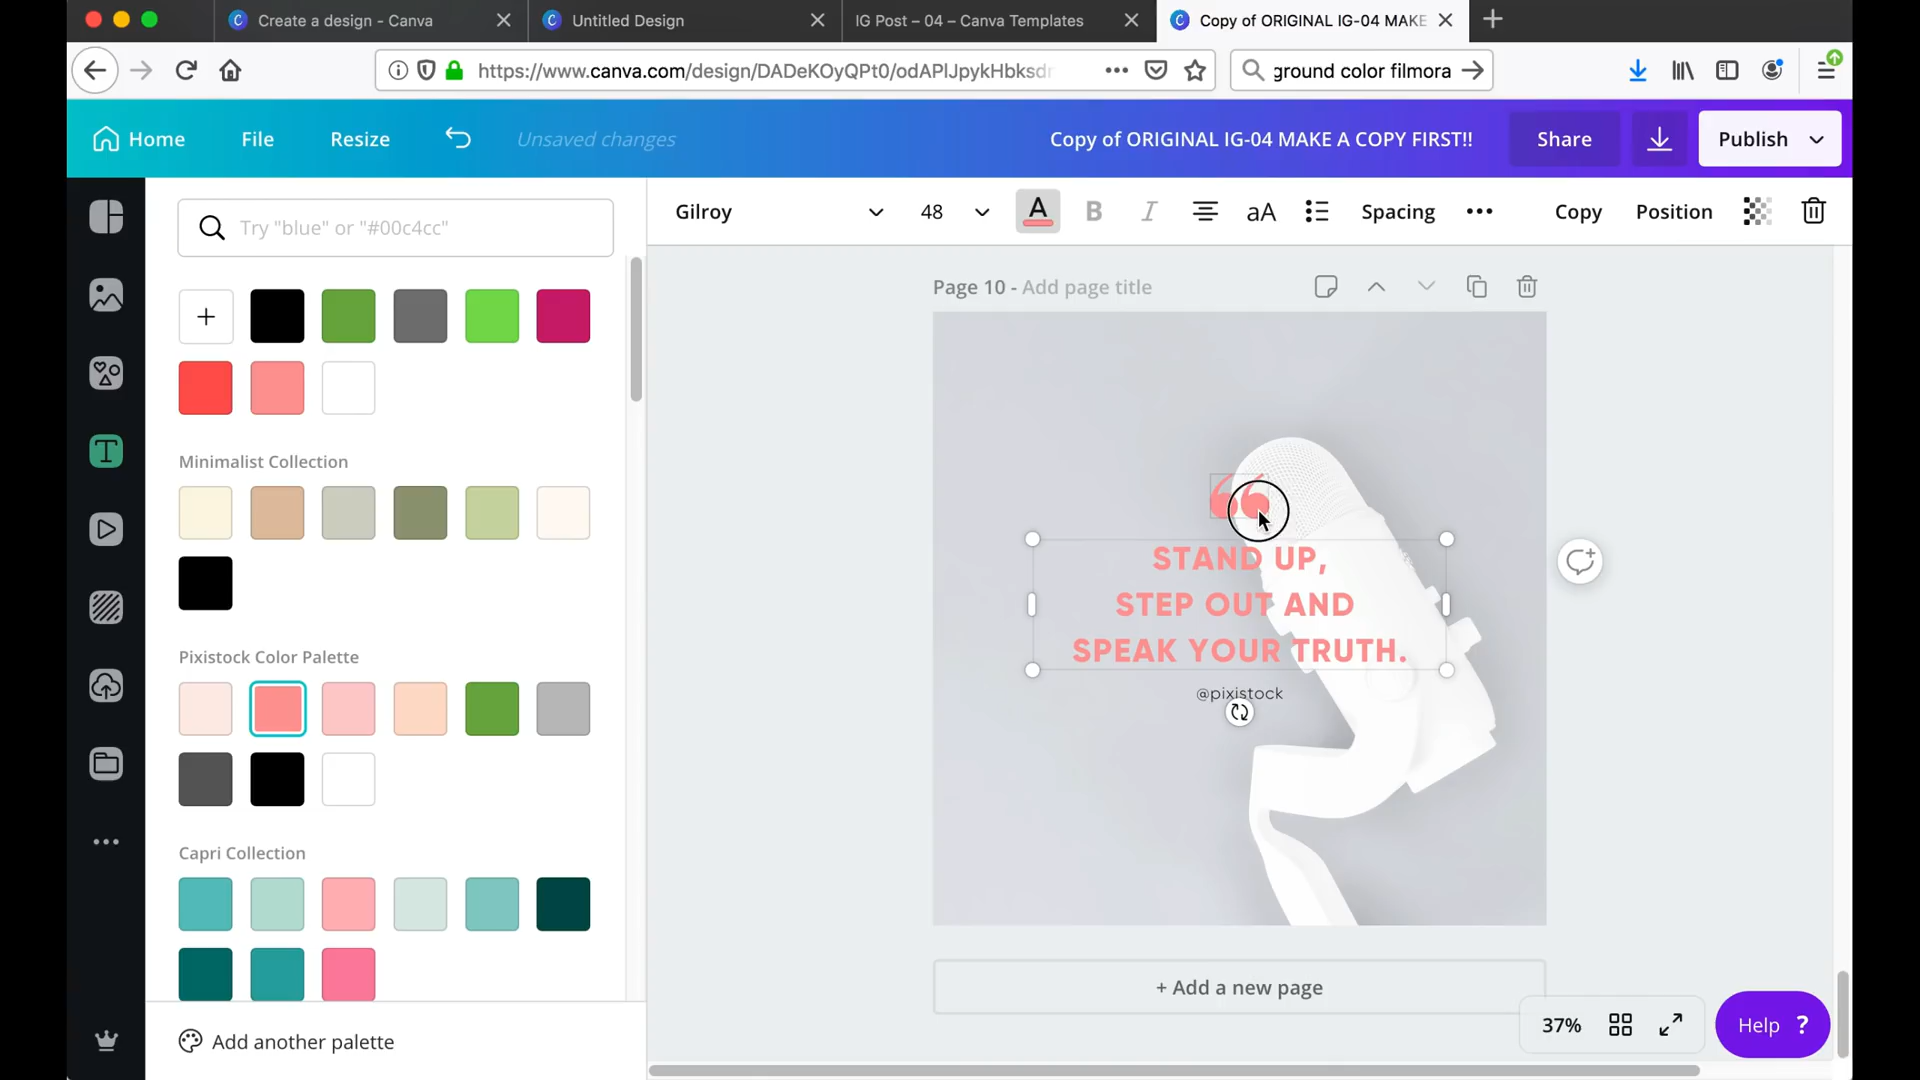 Create a design - Canva
Untitled Design
IG Post – 04 – Canva Templates
Copy of ORIGINAL IG-04 MAKE
https://www.canva.com/design/DADeKOyQPt0/odAPlJpykHbksdr
ground color filmora
Home
File
Resize
Unsaved changes
Copy of ORIGINAL IG-04 MAKE A COPY FIRST!!
Share
Publish
Try "blue" or "#00c4cc"
Gilroy
48
A
B
I
aA
Spacing
Copy
Position
Page 10 - Add page title
Minimalist Collection
Pixistock Color Palette
Capri Collection
Add another palette
❝
STAND UP,
STEP OUT AND
SPEAK YOUR TRUTH.
@pixistock
+ Add a new page
37%
Help ?